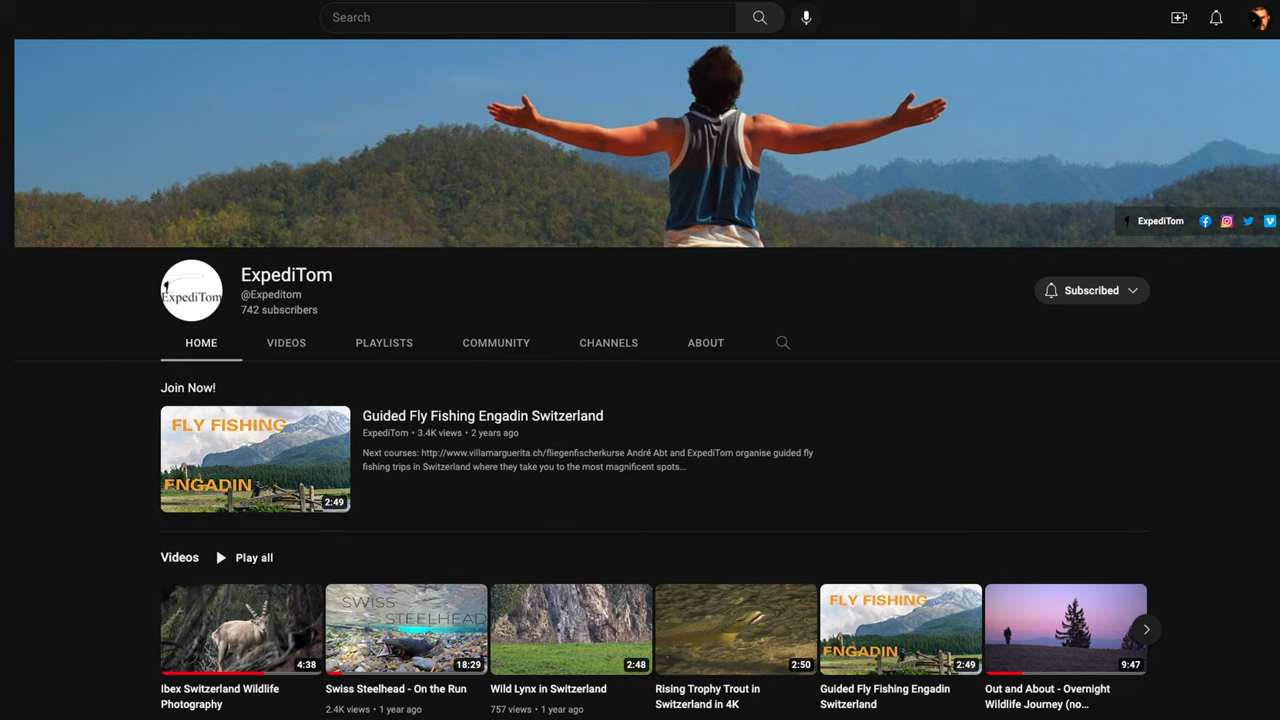 Search
ExpediTom
ExpediTom
ExpediTom
@Expeditom
742 subscribers
Subscribed
HOME VIDEOS PLAYLISTS COMMUNITY CHANNELS ABOUT
Join Now!
FLY FISHING
ENGADIN
2:49
Guided Fly Fishing Engadin Switzerland
ExpediTom • 3.4K views • 2 years ago
Next courses: http://www.villamarguerita.ch/fliegenfischerkurse André Abt and ExpediTom organise guided fly
fishing trips in Switzerland where they take you to the most magnificent spots...
Videos Play all
4:38
SWISS
STEELHEAD
18:29
2:48
2:50
FLY FISHING
ENGADIN
2:49
9:47
Ibex Switzerland Wildlife
Photography
Swiss Steelhead - On the Run
2.4K views • 1 year ago
Wild Lynx in Switzerland
757 views • 1 year ago
Rising Trophy Trout in
Switzerland in 4K
Guided Fly Fishing Engadin
Switzerland
Out and About - Overnight
Wildlife Journey (no...